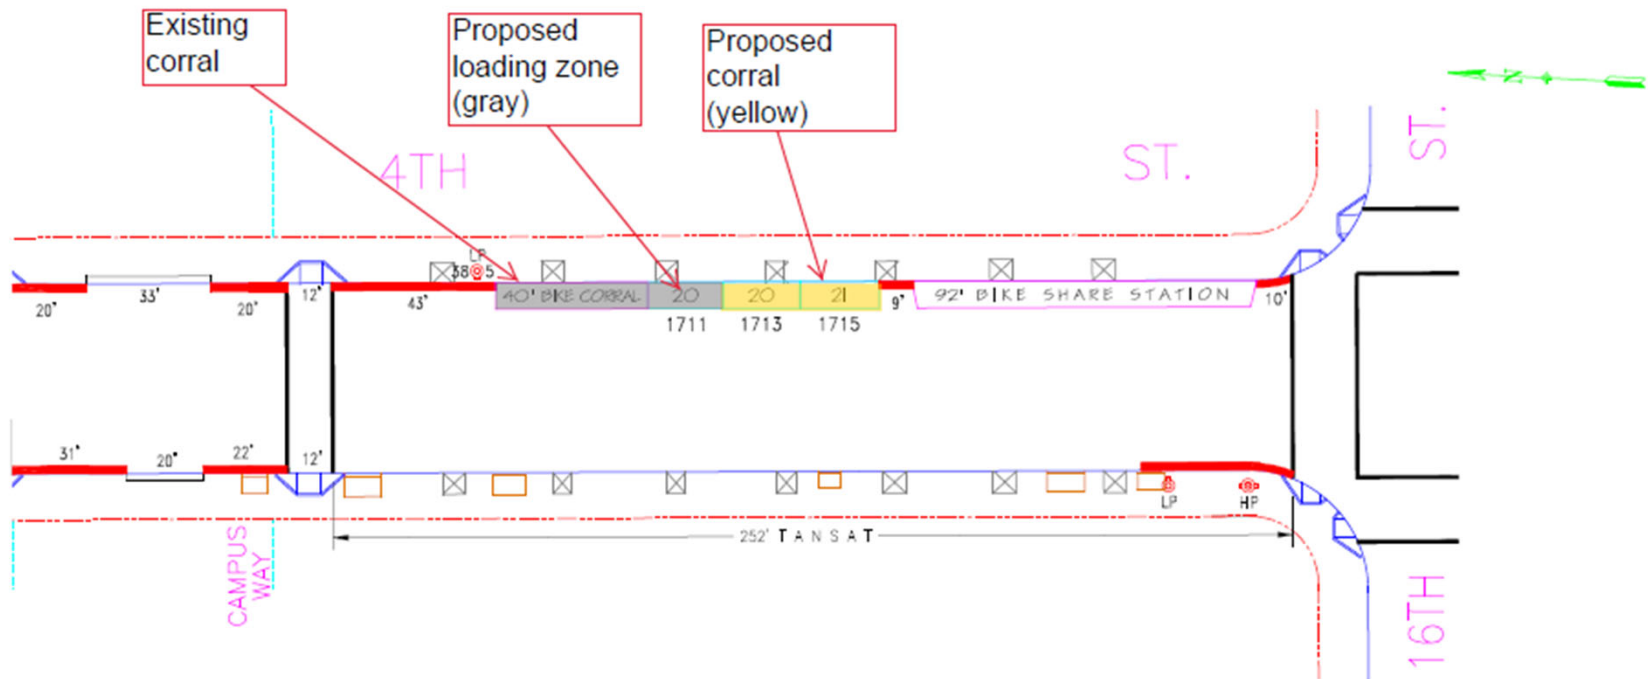 Existing
corral
Proposed
loading zone
(gray)
Proposed
corral
(yellow)
N
4TH
ST.
ST.
LP
38 5
20'
33'
20'
12'
43'
40' BIKE CORRAL
20
20
21
9'
92' BIKE SHARE STATION
10'
1711
1713
1715
31'
20'
22'
12'
LP
HP
252' TANSAT
CAMPUS
WAY
16TH